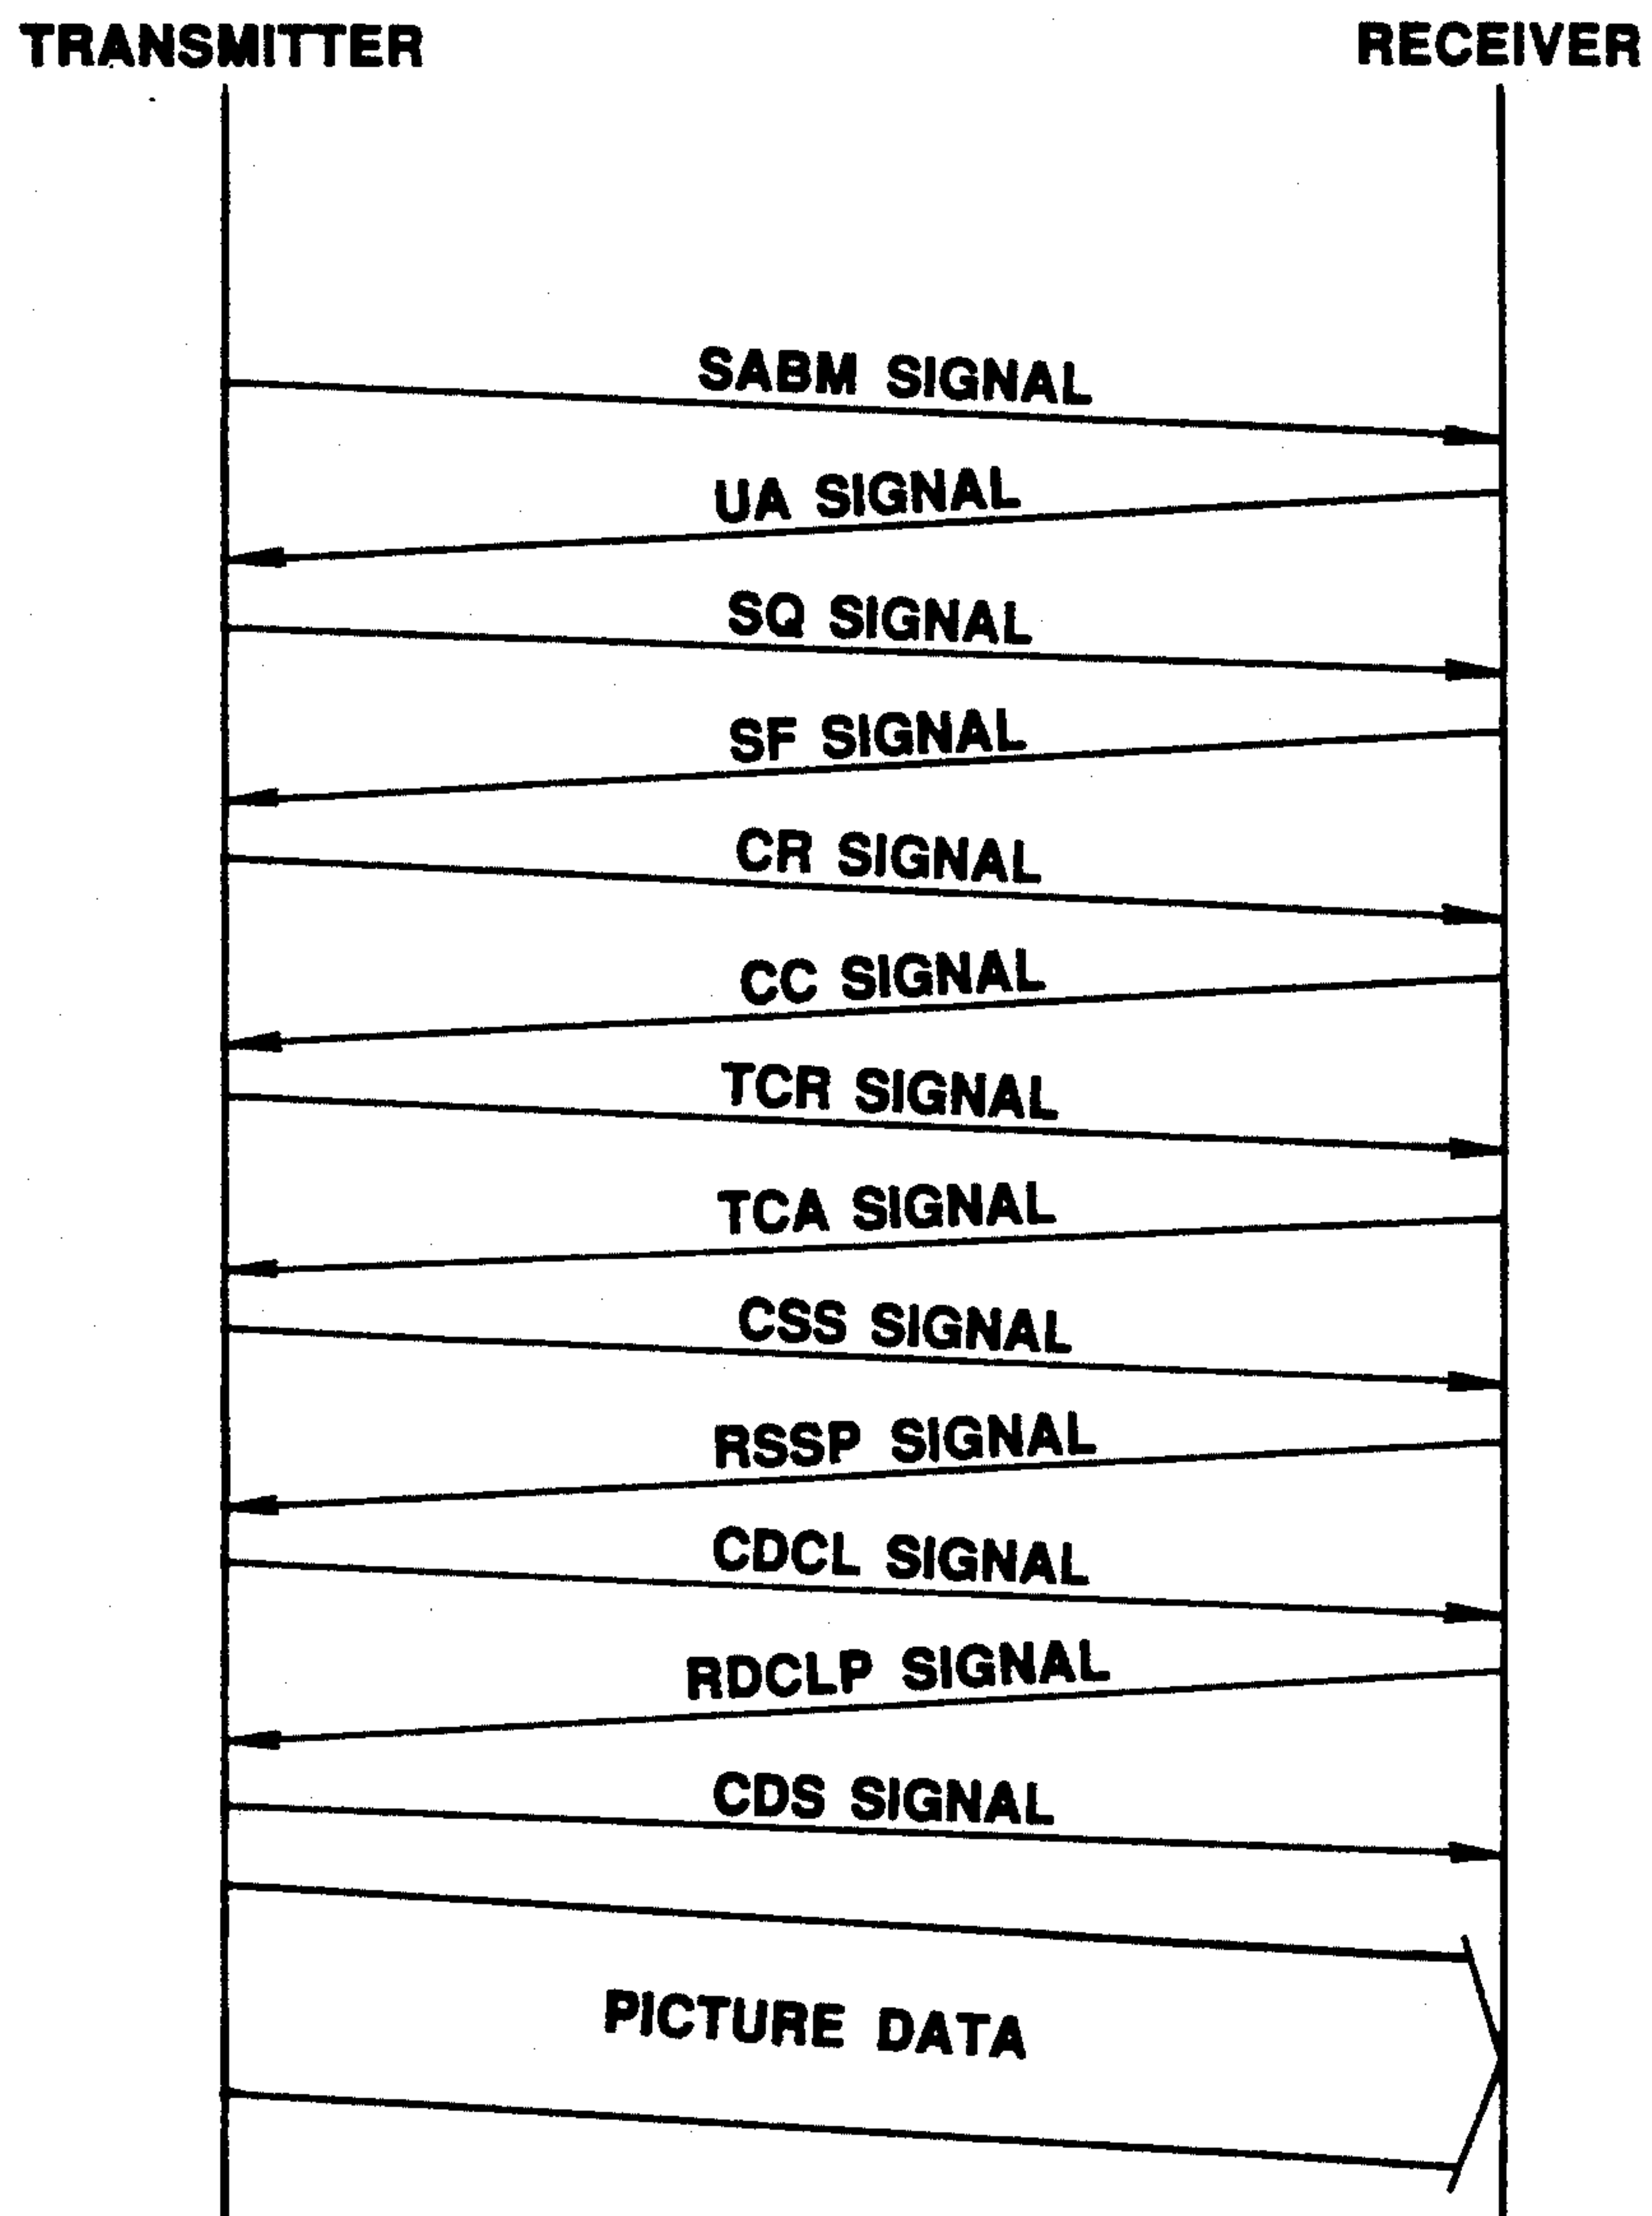 TRANSMITTER
RECEIVER
SABM SIGNAL
UA SIGNAL
SQ SIGNAL
SF SIGNAL
CR SIGNAL
CC SIGNAL
TCR SIGNAL
TCA SIGNAL
CSS SIGNAL
RSSP SIGNAL
CDCL SIGNAL
RDCLP SIGNAL
CDS SIGNAL
PICTURE DATA